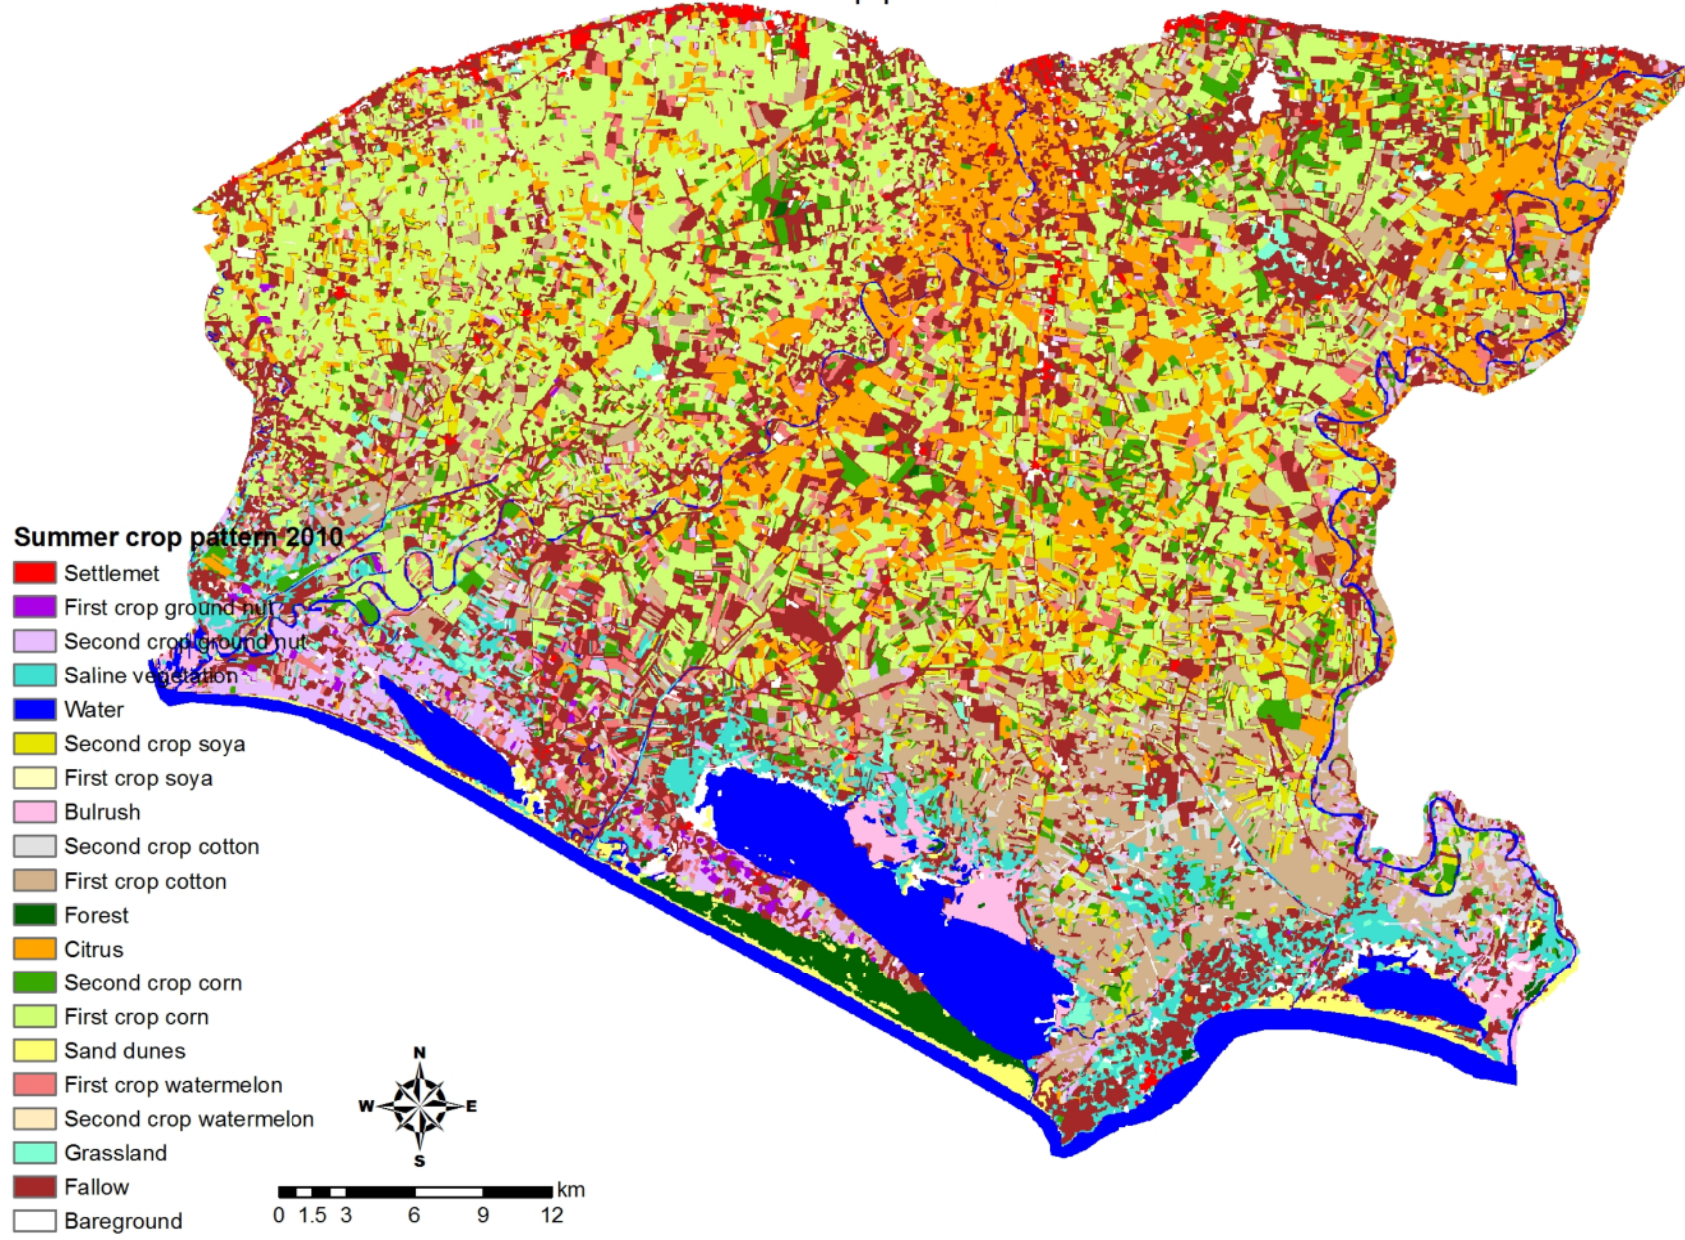 Summer crop pattern 2010
Settlemet
First crop ground nut
Second crop ground nut
Saline vegetation
Water
Second crop soya
First crop soya
Bulrush
Second crop cotton
First crop cotton
Forest
Citrus
Second crop corn
First crop corn
Sand dunes
First crop watermelon
Second crop watermelon
Grassland
Fallow
Bareground
N
W E
S
km
0 1.5 3 6 9 12